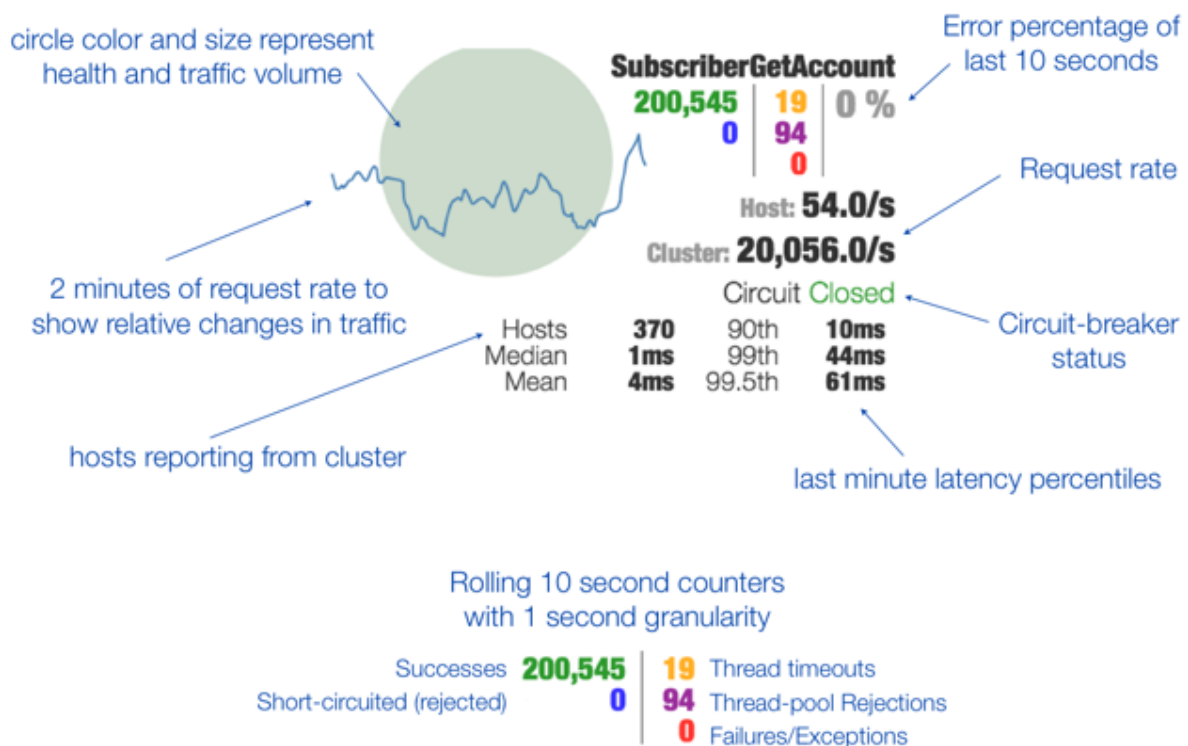 circle color and size represent
health and traffic volume
Error percentage of
last 10 seconds
SubscriberGetAccount
200,545 19 0 %
0 94
0
Request rate
Host: 54.0/s
Cluster: 20,056.0/s
2 minutes of request rate to
show relative changes in traffic
Circuit Closed
Circuit-breaker
status
Hosts 370 90th 10ms
Median 1ms 99th 44ms
Mean 4ms 99.5th 61ms
hosts reporting from cluster
last minute latency percentiles
Rolling 10 second counters
with 1 second granularity
Successes 200,545 19 Thread timeouts
Short-circuited (rejected) 0 94 Thread-pool Rejections
0 Failures/Exceptions